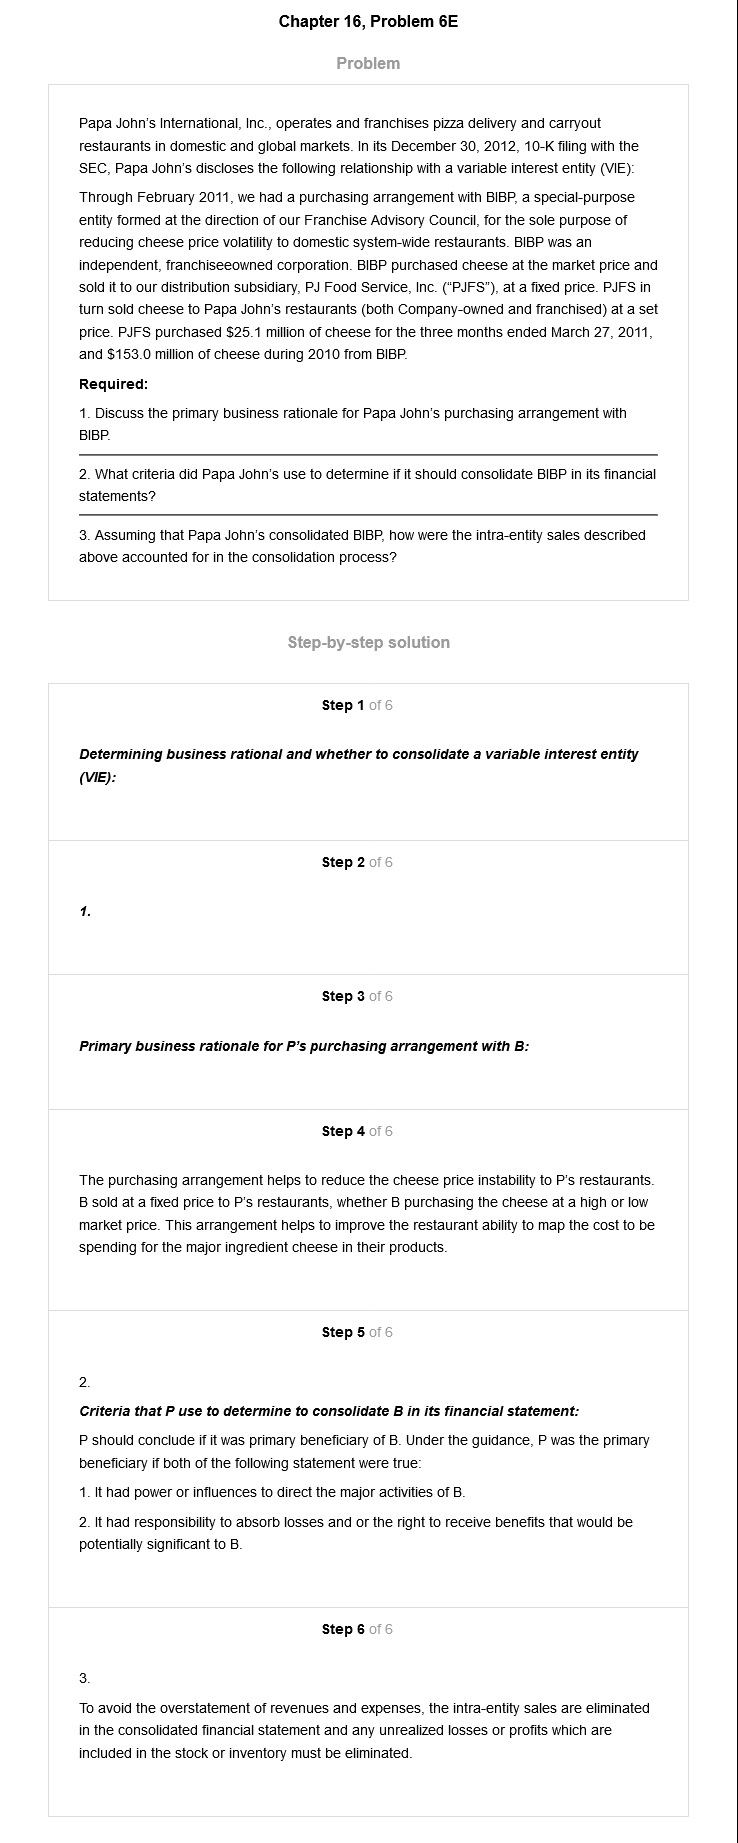 Chapter 16, Problem 6E
Problem
Papa John's International, Inc., operates and franchises pizza delivery and carryout
restaurants in domestic and global markets. In its December 30, 2012, 10-K filing with the
SEC, Papa John's discloses the following relationship with a variable interest entity (VIE):
Through February 2011, we had a purchasing arrangement with BIBP, a special-purpose
entity formed at the direction of our Franchise Advisory Council, for the sole purpose of
reducing cheese price volatility to domestic system-wide restaurants. BIBP was an
independent, franchiseeowned corporation. BIBP purchased cheese at the market price and
sold it to our distribution subsidiary, PJ Food Service, Inc. ("PJFS"), at a fixed price. PJFS in
turn sold cheese to Papa John's restaurants (both Company-owned and franchised) at a set
price. PJFS purchased $25.1 million of cheese for the three months ended March 27, 2011,
and $153.0 million of cheese during 2010 from BIBP.
Required:
1. Discuss the primary business rationale for Papa John's purchasing arrangement with
BIBP.
2. What criteria did Papa John's use to determine if it should consolidate BIBP in its financial
statements?
3. Assuming that Papa John's consolidated BIBP, how were the intra-entity sales described
above accounted for in the consolidation process?
Step-by-step solution
Step 1 of 6
Determining business rational and whether to consolidate a variable interest entity
(VIE):
Step 2 of 6
1.
Step 3 of 6
Primary business rationale for P's purchasing arrangement with B:
Step 4 of 6
The purchasing arrangement helps to reduce the cheese price instability to P's restaurants.
B sold at a fixed price to P's restaurants, whether B purchasing the cheese at a high or low
market price. This arrangement helps to improve the restaurant ability to map the cost to be
spending for the major ingredient cheese in their products.
Step 5 of 6
2.
Criteria that P use to determine to consolidate B in its financial statement:
P should conclude if it was primary beneficiary of B. Under the guidance, P was the primary
beneficiary if both of the following statement were true:
1. It had power or influences to direct the major activities of B.
2. It had responsibility to absorb losses and or the right to receive benefits that would be
potentially significant to B.
Step 6 of 6
3.
To avoid the overstatement of revenues and expenses, the intra-entity sales are eliminated
in the consolidated financial statement and any unrealized losses or profits which are
included in the stock or inventory must be eliminated.